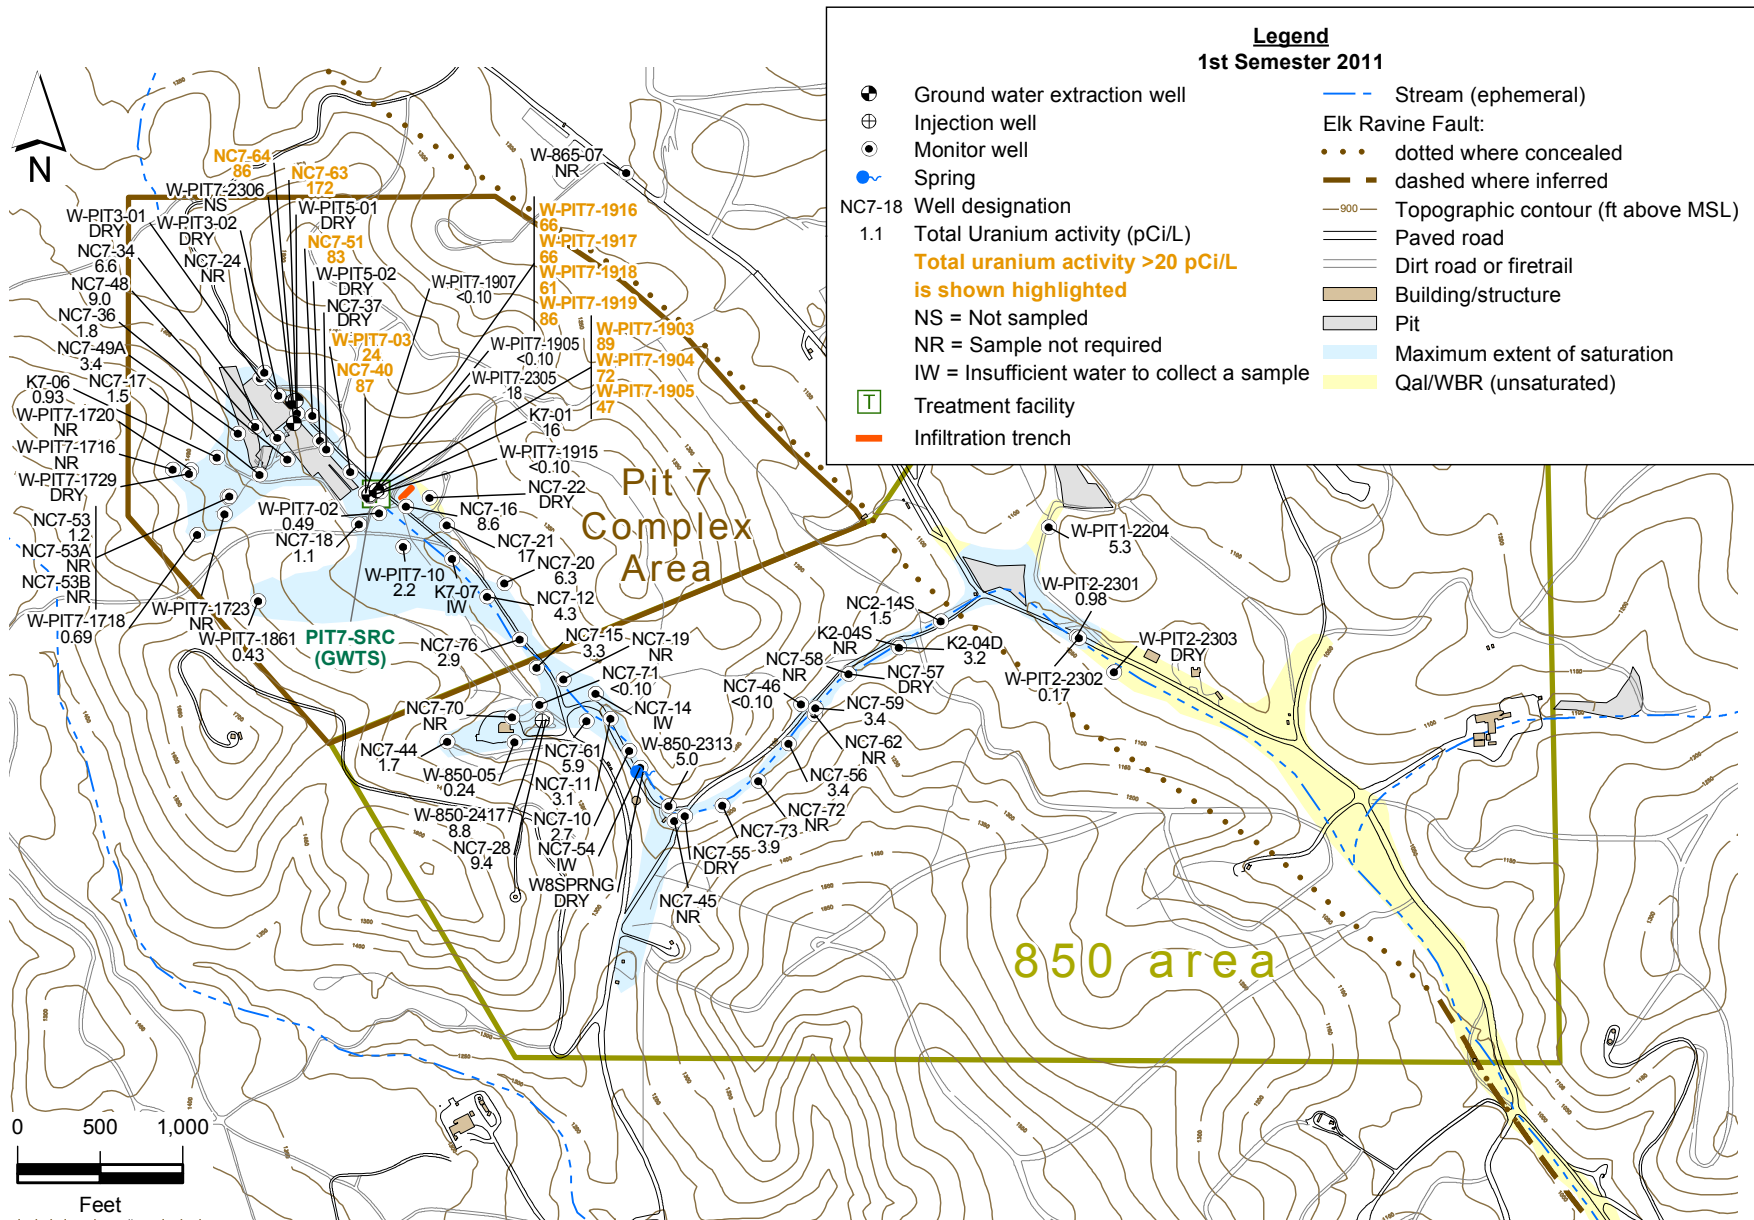 Legend
1st Semester 2011
Ground water extraction well
Injection well
Monitor well
Spring
NC7-18 Well designation
1.1 Total Uranium activity (pCi/L)
Total uranium activity >20 pCi/L
is shown highlighted
NS = Not sampled
NR = Sample not required
IW = Insufficient water to collect a sample
T Treatment facility
Infiltration trench
Stream (ephemeral)
Elk Ravine Fault:
dotted where concealed
dashed where inferred
900 Topographic contour (ft above MSL)
Paved road
Dirt road or firetrail
Building/structure
Pit
Maximum extent of saturation
Qal/WBR (unsaturated)
N
NC7-64
86
NC7-63
172
W-PIT7-2306
NS
W-PIT3-01
DRY
W-PIT3-02
DRY
W-PIT5-01
DRY
NC7-51
83
NC7-34
6.6
NC7-24
NR
W-PIT5-02
DRY
NC7-48
9.0
NC7-37
DRY
NC7-36
1.8
W-PIT7-03
24
NC7-49A
3.4
NC7-40
87
K7-06
0.93
NC7-17
1.5
W-PIT7-1720
NR
W-PIT7-1716
NR
W-PIT7-1729
DRY
NC7-53
1.2
NC7-53A
NR
NC7-53B
NR
W-PIT7-1718
0.69
W-PIT7-1723
NR
W-PIT7-1861
0.43
W-865-07
NR
W-PIT7-1916
66
W-PIT7-1917
66
W-PIT7-1918
61
W-PIT7-1919
86
W-PIT7-1907
<0.10
W-PIT7-1903
89
W-PIT7-1904
72
W-PIT7-1905
47
W-PIT7-1905
<0.10
W-PIT7-2305
18
K7-01
16
W-PIT7-1915
<0.10
NC7-22
DRY
NC7-16
8.6
NC7-21
17
NC7-20
6.3
NC7-12
4.3
W-PIT7-02
0.49
NC7-18
1.1
W-PIT7-10
2.2
K7-07
IW
Pit 7
Complex
Area
PIT7-SRC
(GWTS)
NC7-76
2.9
NC7-15
3.3
NC7-19
NR
NC7-71
<0.10
NC7-14
IW
NC7-70
NR
NC7-44
1.7
W-850-05
0.24
W-850-2417
8.8
NC7-28
9.4
NC7-61
5.9
NC7-11
3.1
NC7-10
2.7
NC7-54
IW
W8SPRNG
DRY
W-850-2313
5.0
NC7-45
NR
NC7-55
DRY
NC7-73
3.9
NC7-72
NR
NC7-56
3.4
NC7-62
NR
NC7-59
3.4
NC7-46
<0.10
NC7-58
NR
NC7-57
DRY
K2-04S
NR
K2-04D
3.2
NC2-14S
1.5
W-PIT1-2204
5.3
W-PIT2-2301
0.98
W-PIT2-2303
DRY
W-PIT2-2302
0.17
850 area
0 500 1,000
Feet